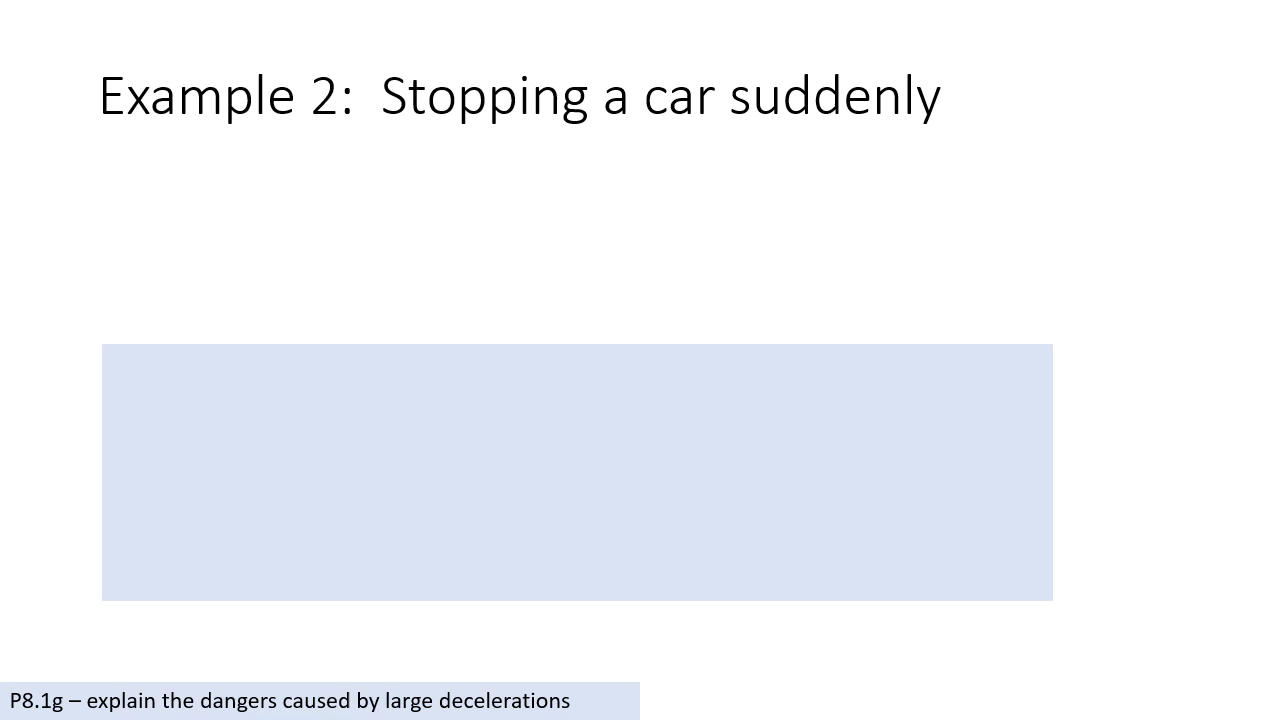 Example 2:  Stopping a car suddenly
P8.1g – explain the dangers caused by large decelerations